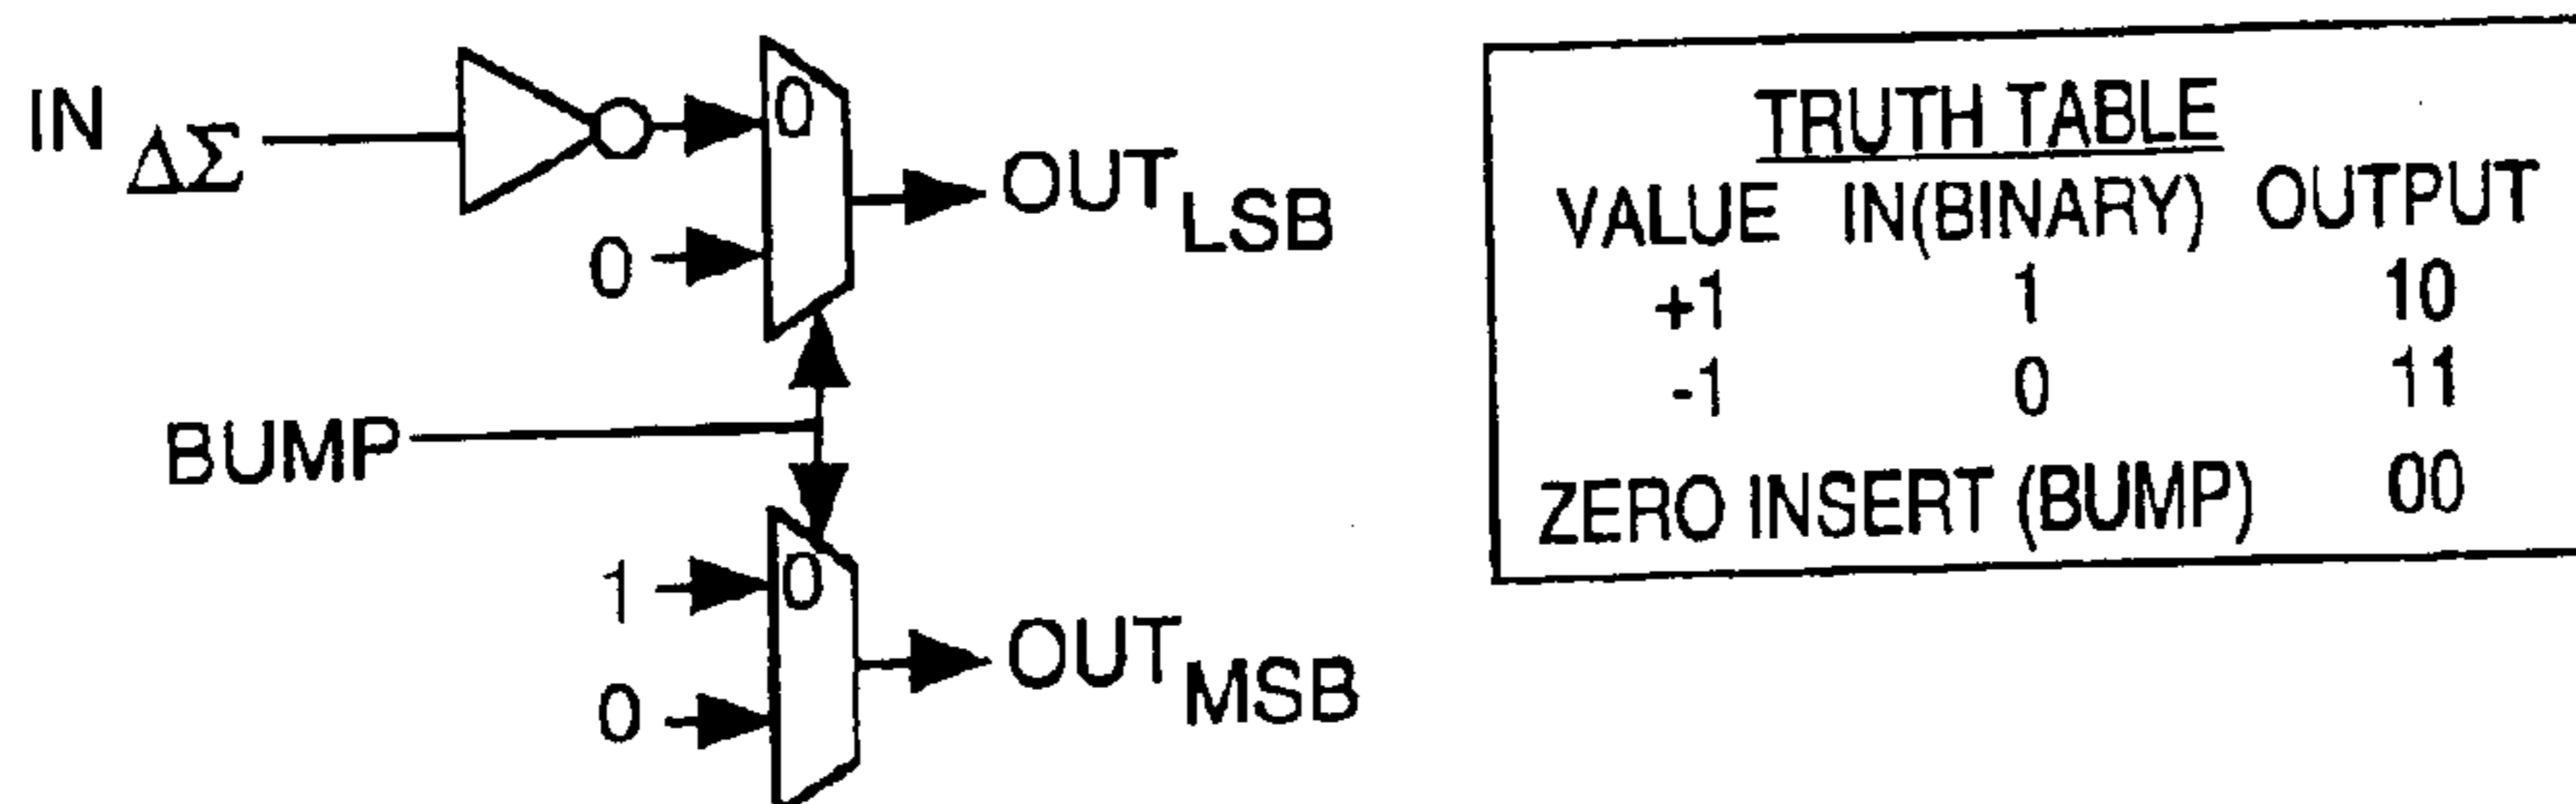 IN ΔΣ
0
0
OUT LSB
BUMP
1
0
0
OUT MSB
TRUTH TABLE
VALUE IN(BINARY) OUTPUT
+1 1 10
-1 0 11
ZERO INSERT (BUMP) 00